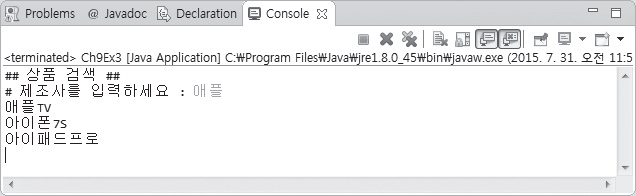 Problems @ Javadoc Declaration Console
<terminated> Ch9Ex3 [Java Application] C:₩Program Files₩Java₩jre1.8.0_45₩bin₩javaw.exe (2015. 7. 31. 오전 11:5
## 상품 검색 ##
# 제조사를 입력하세요 : 애플
애플TV
아이폰7S
아이패드프로